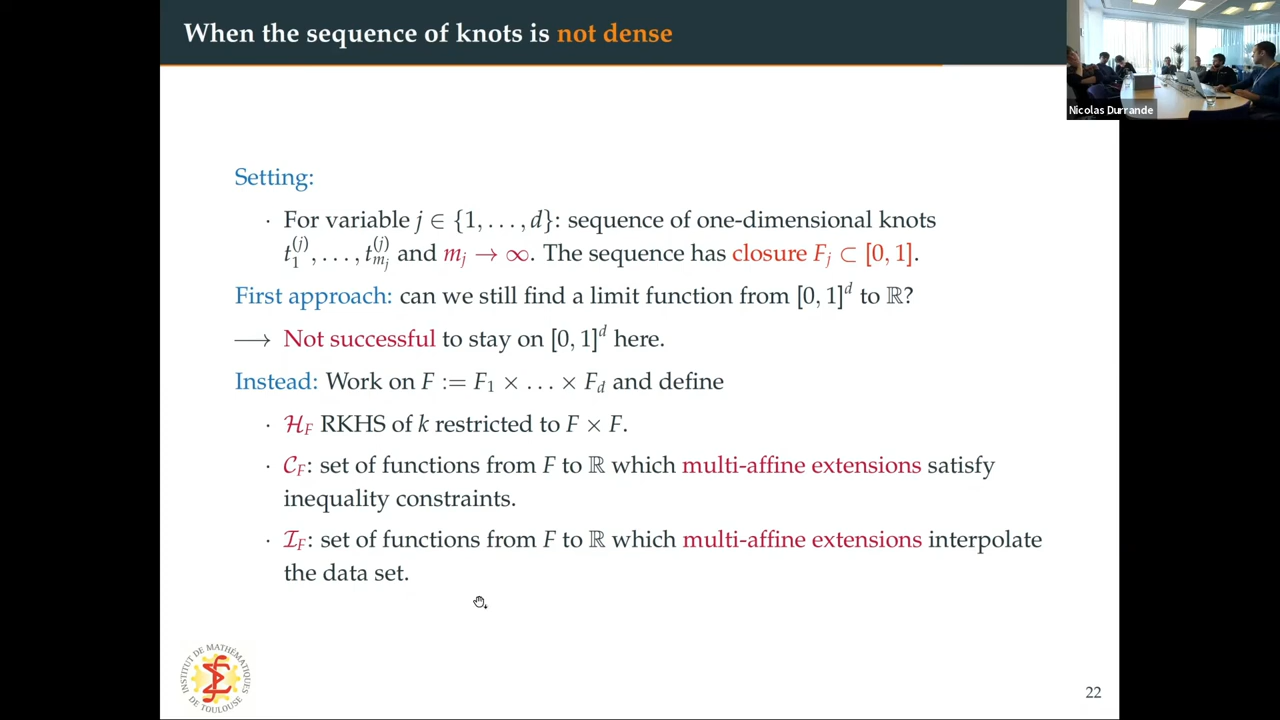 When the sequence of knots is not dense
Nicolas Durrande
Setting:
· For variable j ∈ {1, . . . , d}: sequence of one-dimensional knots
t₁⁽ʲ⁾, . . . , t_{m_j}⁽ʲ⁾ and m_j → ∞. The sequence has closure F_j ⊂ [0, 1].
First approach: can we still find a limit function from [0, 1]ᵈ to ℝ?
⟶ Not successful to stay on [0, 1]ᵈ here.
Instead: Work on F := F₁ × . . . × F_d and define
· ℋ_F RKHS of k restricted to F × F.
· 𝒞_F: set of functions from F to ℝ which multi-affine extensions satisfy
inequality constraints.
· ℐ_F: set of functions from F to ℝ which multi-affine extensions interpolate
the data set.
INSTITUT DE MATHÉMATIQUES
DE TOULOUSE
22